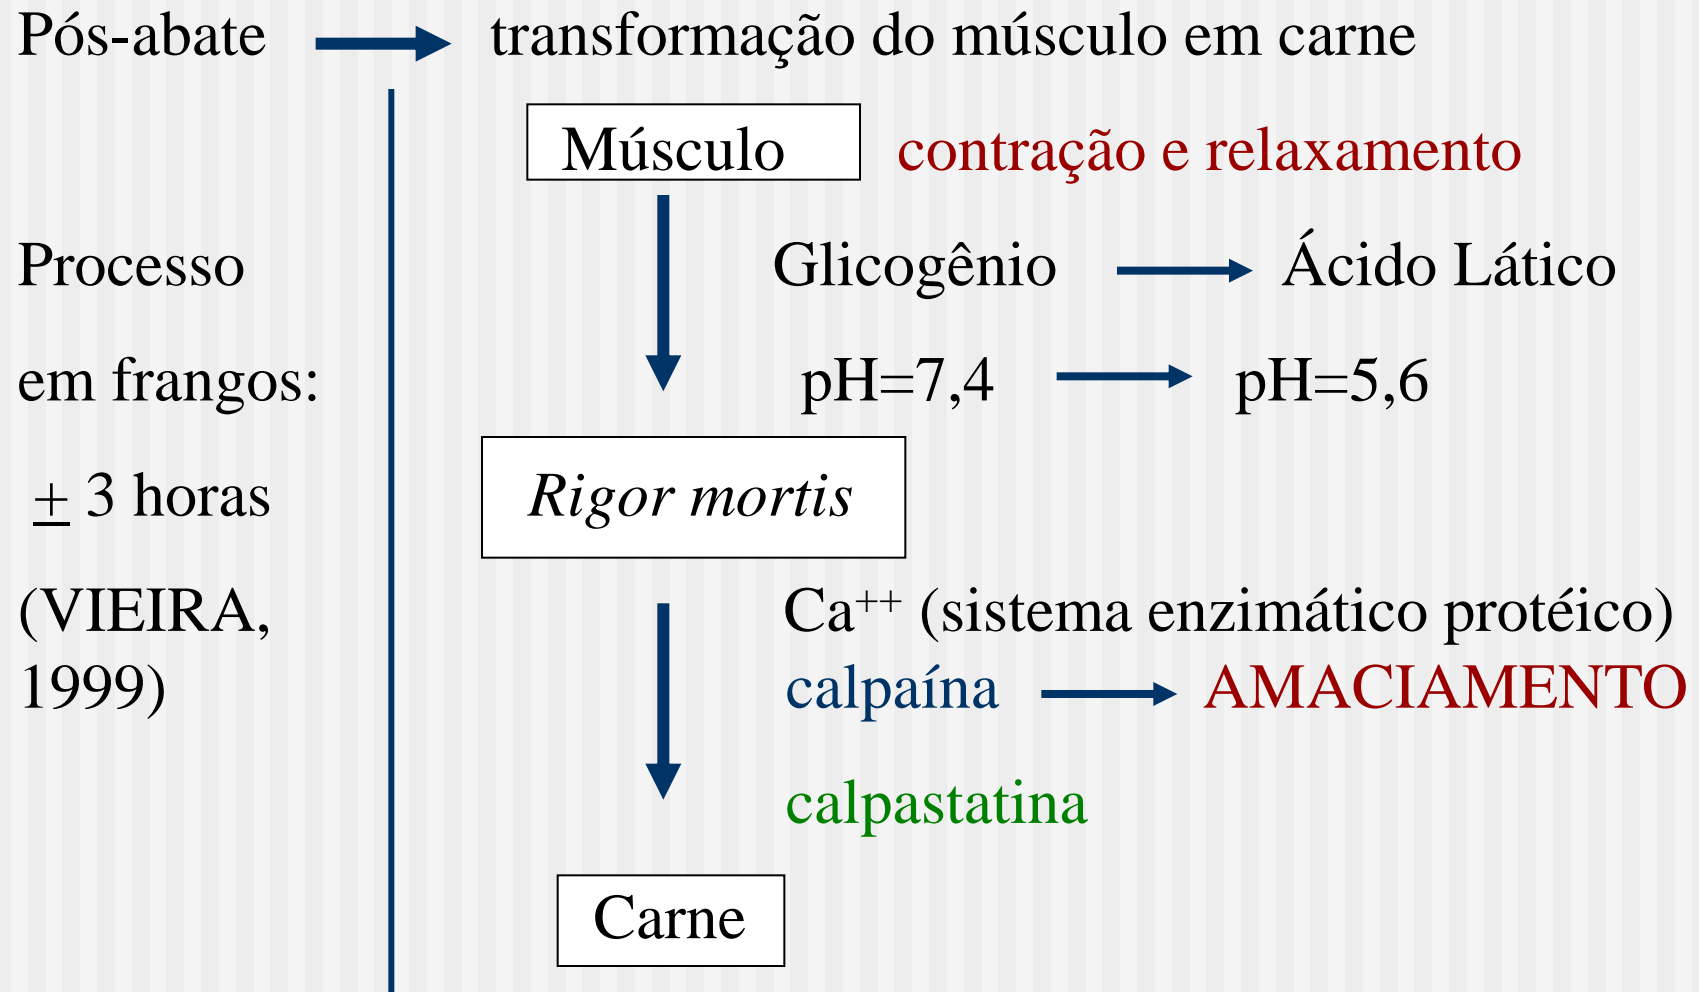 Pós-abate transformação do músculo em carne
Músculo contração e relaxamento
Processo Glicogênio Ácido Lático
em frangos: pH=7,4 pH=5,6
+ 3 horas Rigor mortis
(VIEIRA, Ca++ (sistema enzimático protéico)
1999) calpaína AMACIAMENTO
calpastatina
Carne